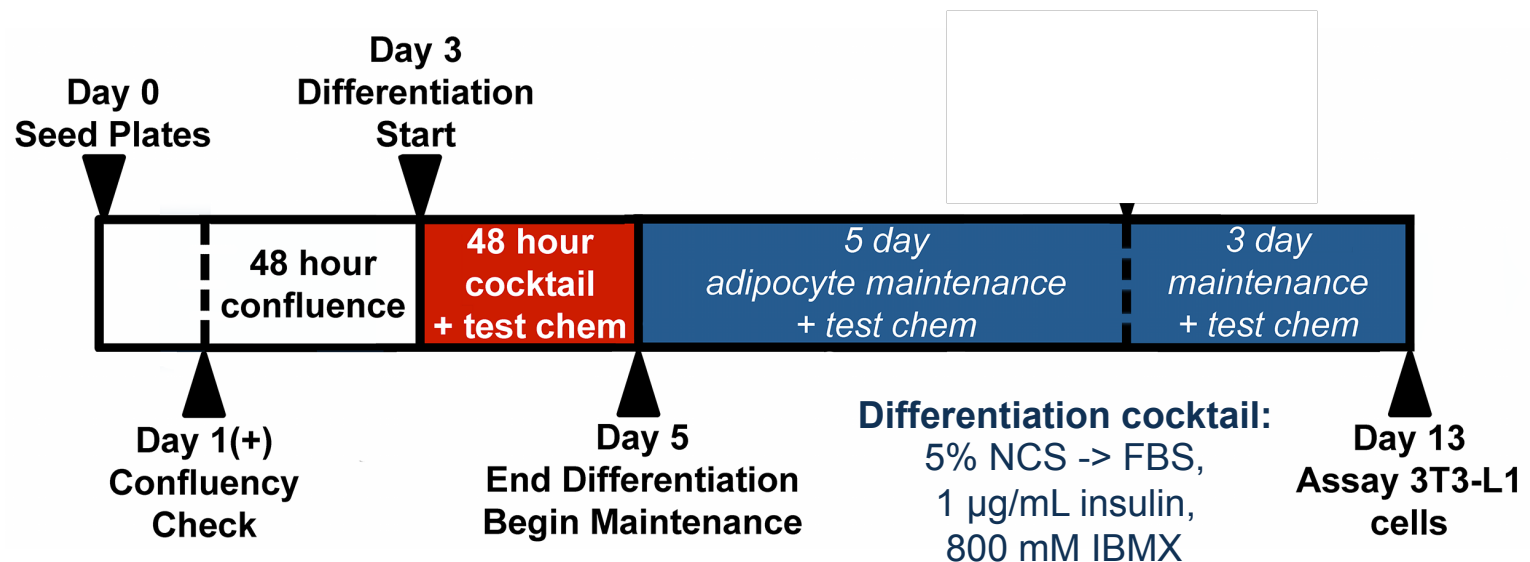 Day 0
Seed Plates
Day 3
Differentiation
Start
48 hour
confluence
48 hour
cocktail
+ test chem
5 day
adipocyte maintenance
+ test chem
3 day
maintenance
+ test chem
Day 1(+)
Confluency
Check
Day 5
End Differentiation
Begin Maintenance
Differentiation cocktail:
5% NCS -> FBS,
1 µg/mL insulin,
800 mM IBMX
Day 13
Assay 3T3-L1
cells